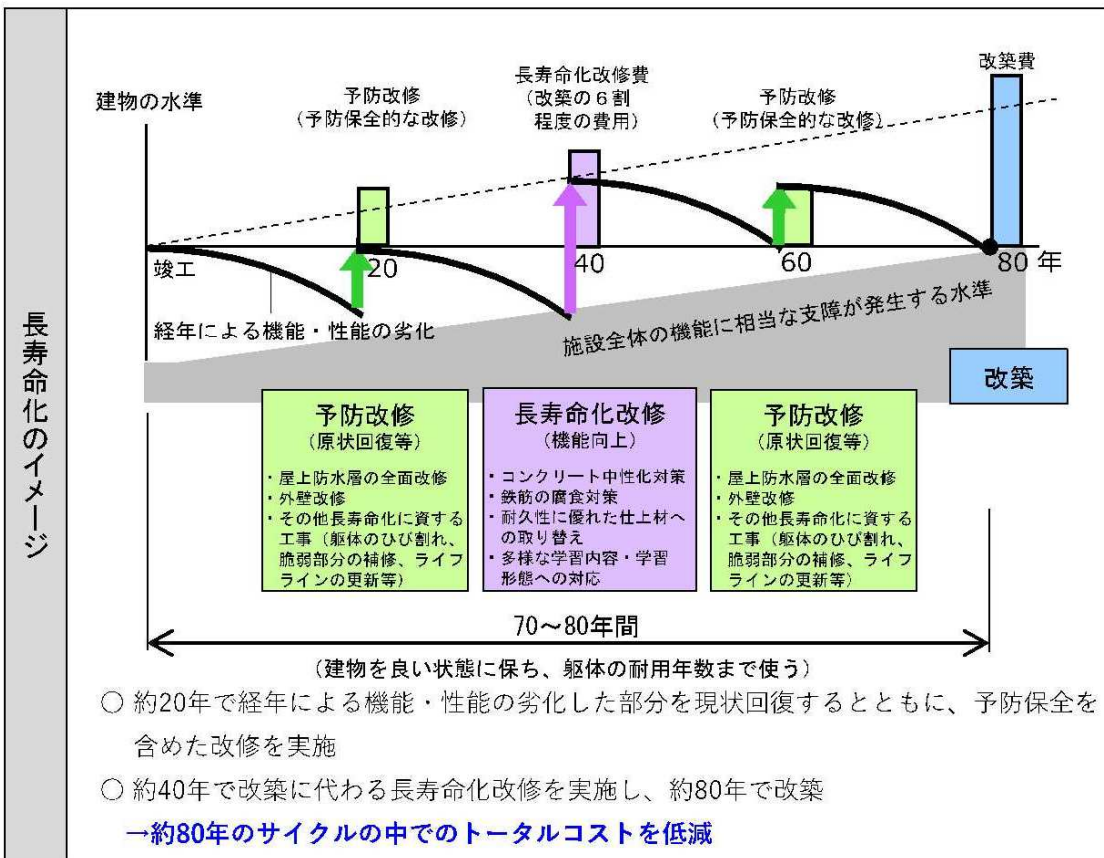 長寿命化のイメージ
建物の水準
予防改修
(予防保全的な改修)
長寿命化改修費
(改築の6割
程度の費用)
予防改修
(予防保全的な改修)
改築費
竣工
20
40
60
80 年
経年による機能・性能の劣化
施設全体の機能に相当な支障が発生する水準
改築
予防改修
(原状回復等)
・屋上防水層の全面改修
・外壁改修
・その他長寿命化に資する
工事(躯体のひび割れ、
脆弱部分の補修、ライフ
ラインの更新等)
長寿命化改修
(機能向上)
・コンクリート中性化対策
・鉄筋の腐食対策
・耐久性に優れた仕上材へ
の取り替え
・多様な学習内容・学習
形態への対応
予防改修
(原状回復等)
・屋上防水層の全面改修
・外壁改修
・その他長寿命化に資する
工事(躯体のひび割れ、
脆弱部分の補修、ライフ
ラインの更新等)
70～80年間
(建物を良い状態に保ち、躯体の耐用年数まで使う)
○ 約20年で経年による機能・性能の劣化した部分を現状回復するとともに、予防保全を
含めた改修を実施
○ 約40年で改築に代わる長寿命化改修を実施し、約80年で改築
→約80年のサイクルの中でのトータルコストを低減